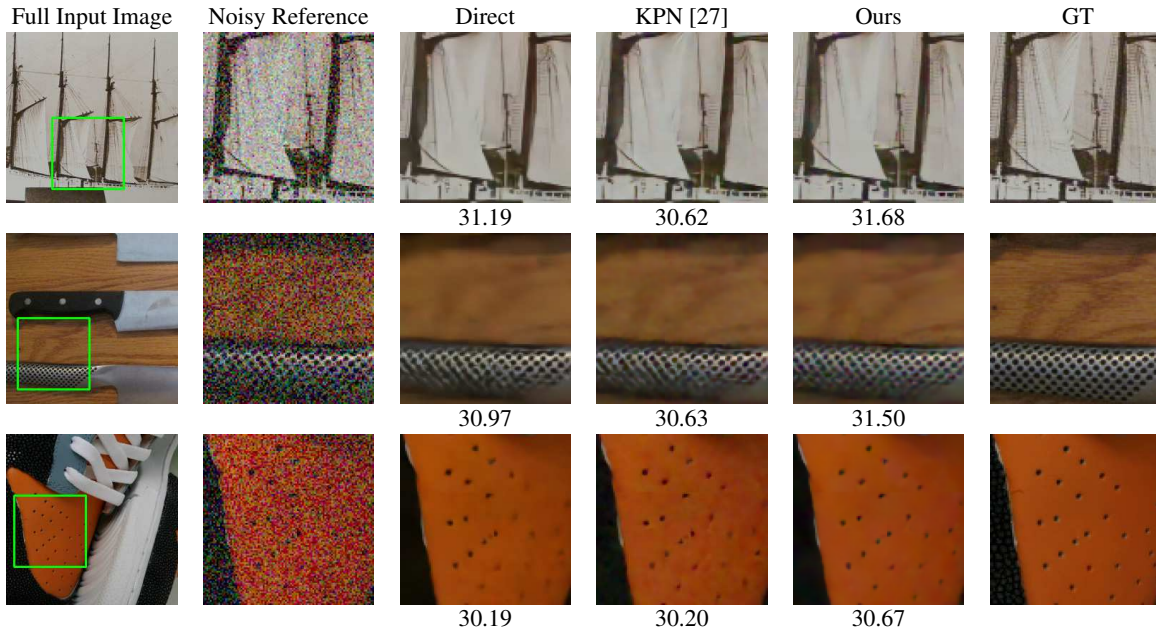 Full Input Image Noisy Reference Direct KPN [27] Ours GT
31.19 30.62 31.68
30.97 30.63 31.50
30.19 30.20 30.67